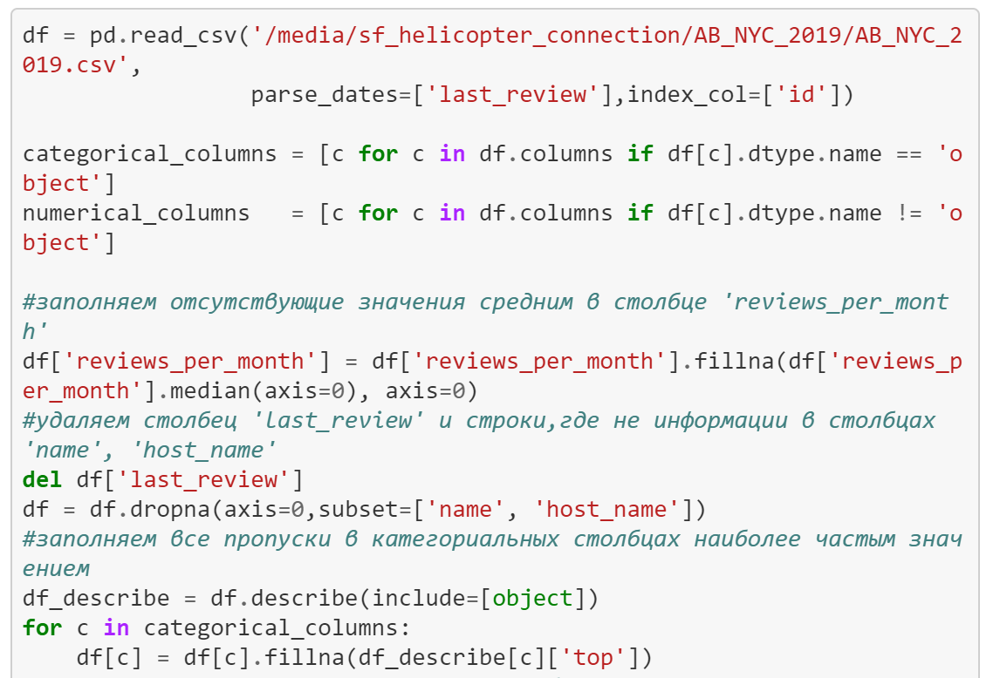 df = pd.read_csv('/media/sf_helicopter_connection/AB_NYC_2019/AB_NYC_2
019.csv',
                 parse_dates=['last_review'],index_col=['id'])
categorical_columns = [c for c in df.columns if df[c].dtype.name == 'o
bject']
numerical_columns   = [c for c in df.columns if df[c].dtype.name != 'o
bject']
#заполняем отсутствующие значения средним в столбце 'reviews_per_mont
h'
df['reviews_per_month'] = df['reviews_per_month'].fillna(df['reviews_p
er_month'].median(axis=0), axis=0)
#удаляем столбец 'last_review' и строки,где не информации в столбцах
'name', 'host_name'
del df['last_review']
df = df.dropna(axis=0,subset=['name', 'host_name'])
#заполняем все пропуски в категориальных столбцах наиболее частым знач
ением
df_describe = df.describe(include=[object])
for c in categorical_columns:
    df[c] = df[c].fillna(df_describe[c]['top'])